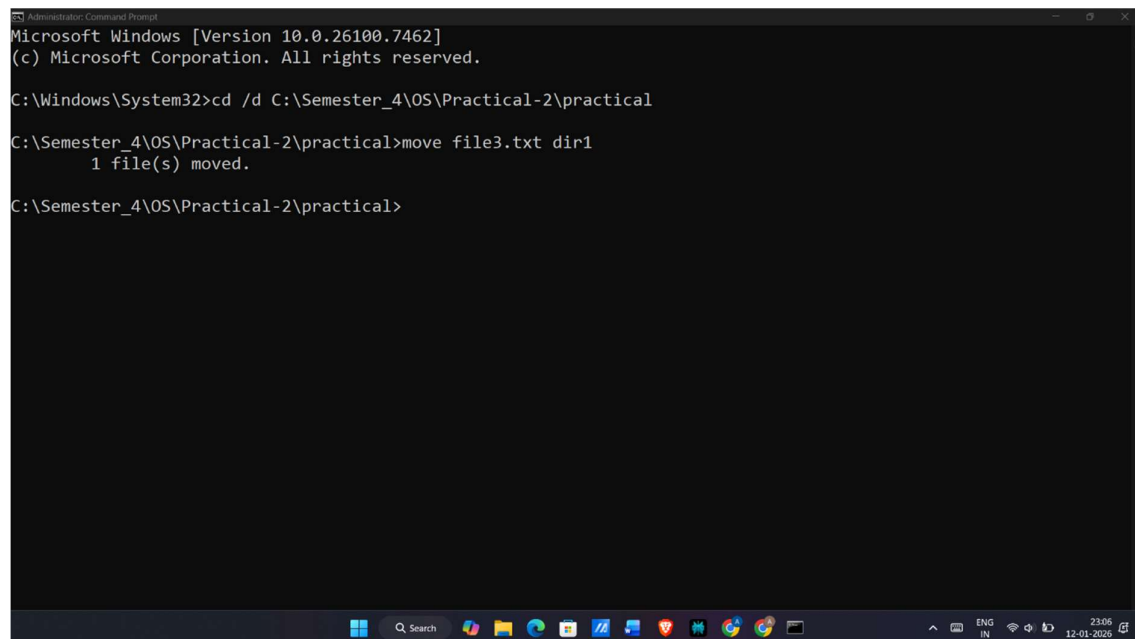 Administrator: Command Prompt
Microsoft Windows [Version 10.0.26100.7462]
(c) Microsoft Corporation. All rights reserved.
C:\Windows\System32>cd /d C:\Semester_4\OS\Practical-2\practical
C:\Semester_4\OS\Practical-2\practical>move file3.txt dir1
        1 file(s) moved.
C:\Semester_4\OS\Practical-2\practical>
Search
ENG
IN
23:06
12-01-2026